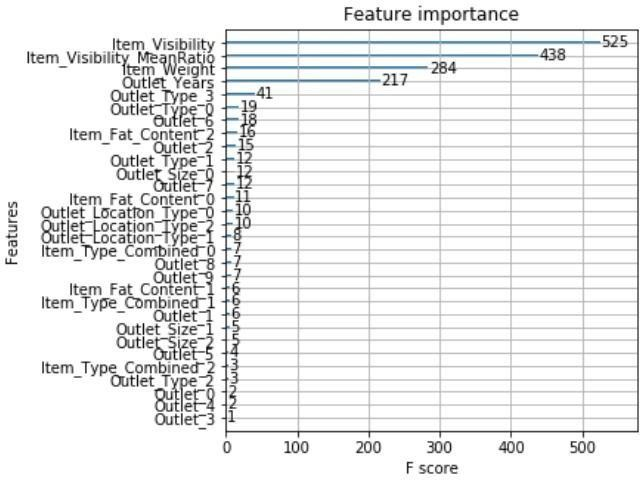 Feature importance
Item_Visibility 525
Item_Visibility_MeanRatio 438
Item_Weight 284
Outlet_Years 217
Outlet_Type_3 41
Outlet_Type_0 19
Outlet_6 18
Item_Fat_Content_2 16
Outlet_2 15
Outlet_Type_1 12
Outlet_Size_0 12
Outlet_7 12
Item_Fat_Content_0 11
Outlet_Location_Type_0 10
Outlet_Location_Type_2 10
Outlet_Location_Type_1 8
Item_Type_Combined_0 7
Outlet_8 7
Outlet_9 7
Item_Fat_Content_1 6
Item_Type_Combined_1 6
Outlet_1 6
Outlet_Size_1 5
Outlet_Size_2 5
Outlet_5 4
Item_Type_Combined_2 3
Outlet_Type_2 3
Outlet_0 2
Outlet_4 2
Outlet_3 1
0 100 200 300 400 500
F score
Features